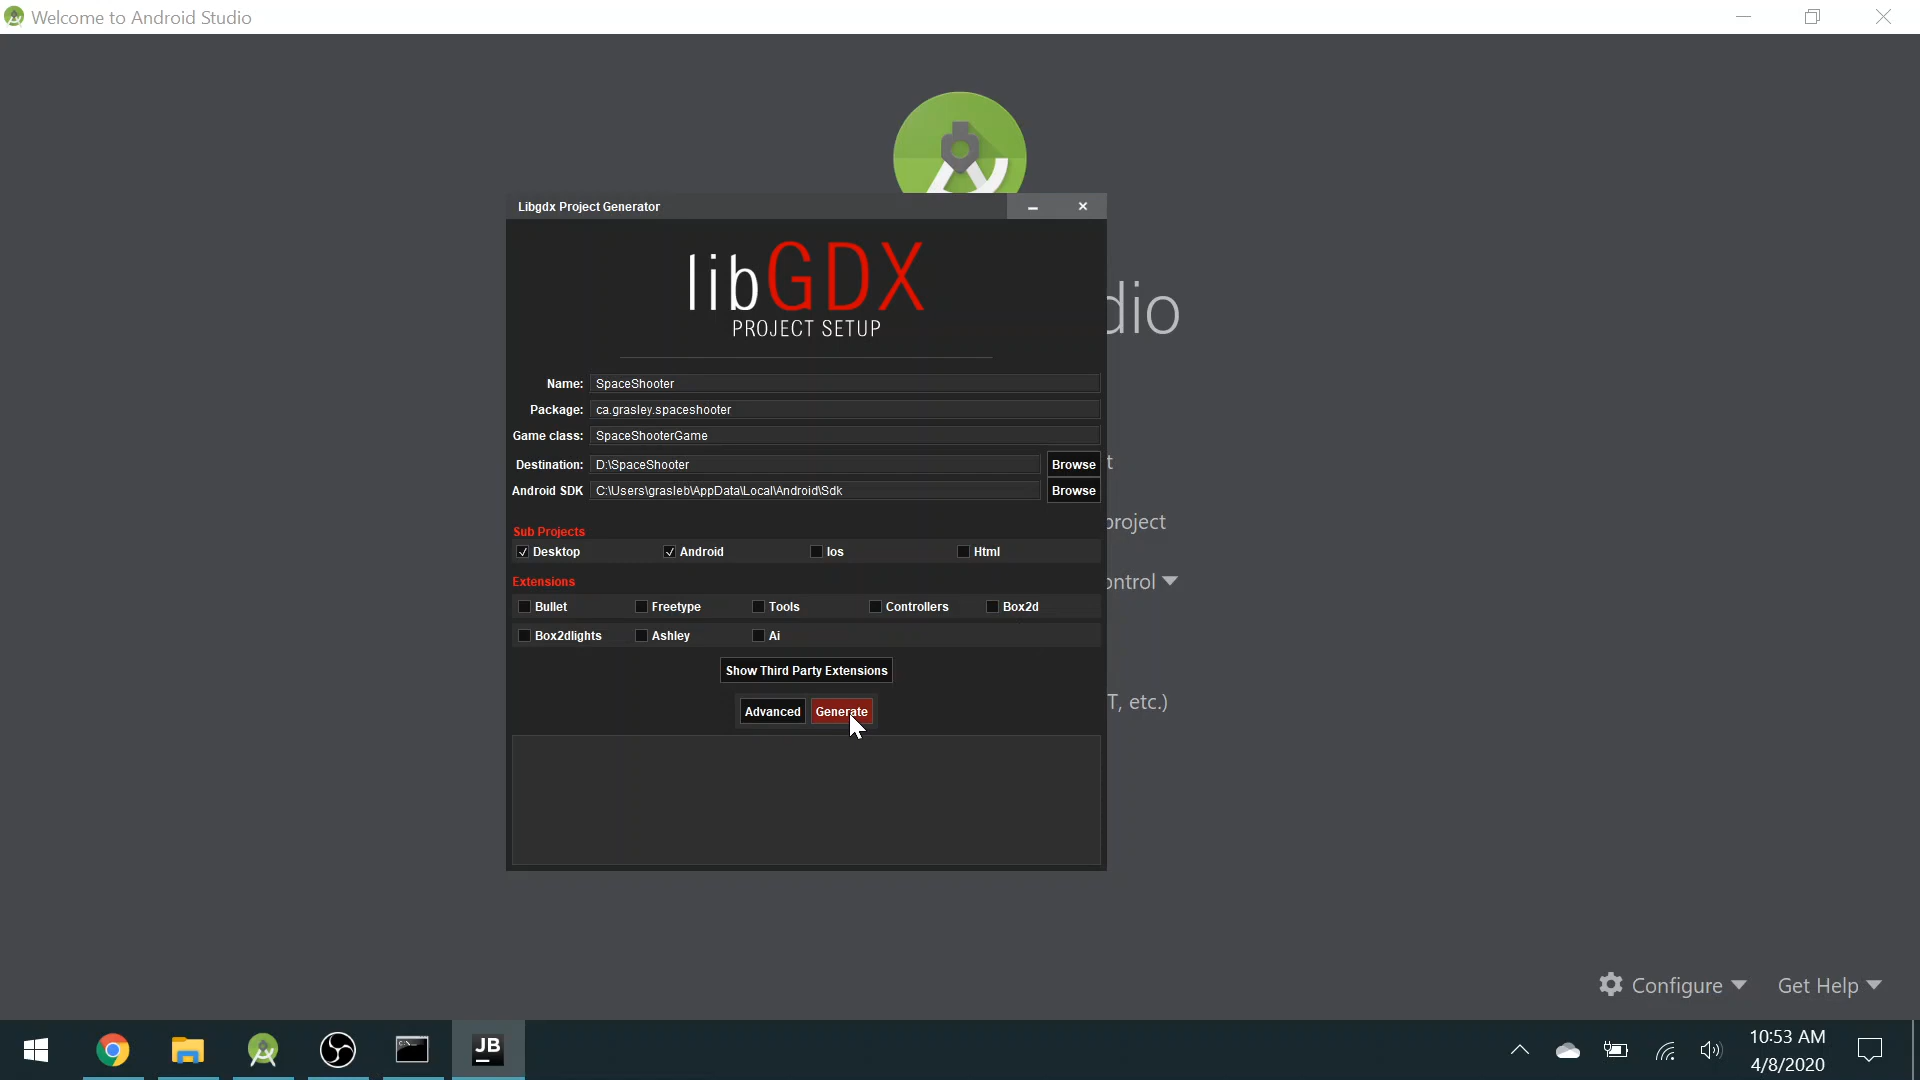 Welcome to Android Studio
Libgdx Project Generator
libGDX
PROJECT SETUP
dio
Name: SpaceShooter
Package: ca.grasley.spaceshooter
Game class: SpaceShooterGame
Destination: D:\SpaceShooter Browse
t
Android SDK C:\Users\grasleb\AppData\Local\Android\Sdk Browse
project
Sub Projects
Desktop Android Ios Html
Extensions
ontrol
Bullet Freetype Tools Controllers Box2d
Box2dlights Ashley Ai
Show Third Party Extensions
T, etc.)
Advanced Generate
Configure Get Help
JB
10:53 AM
4/8/2020